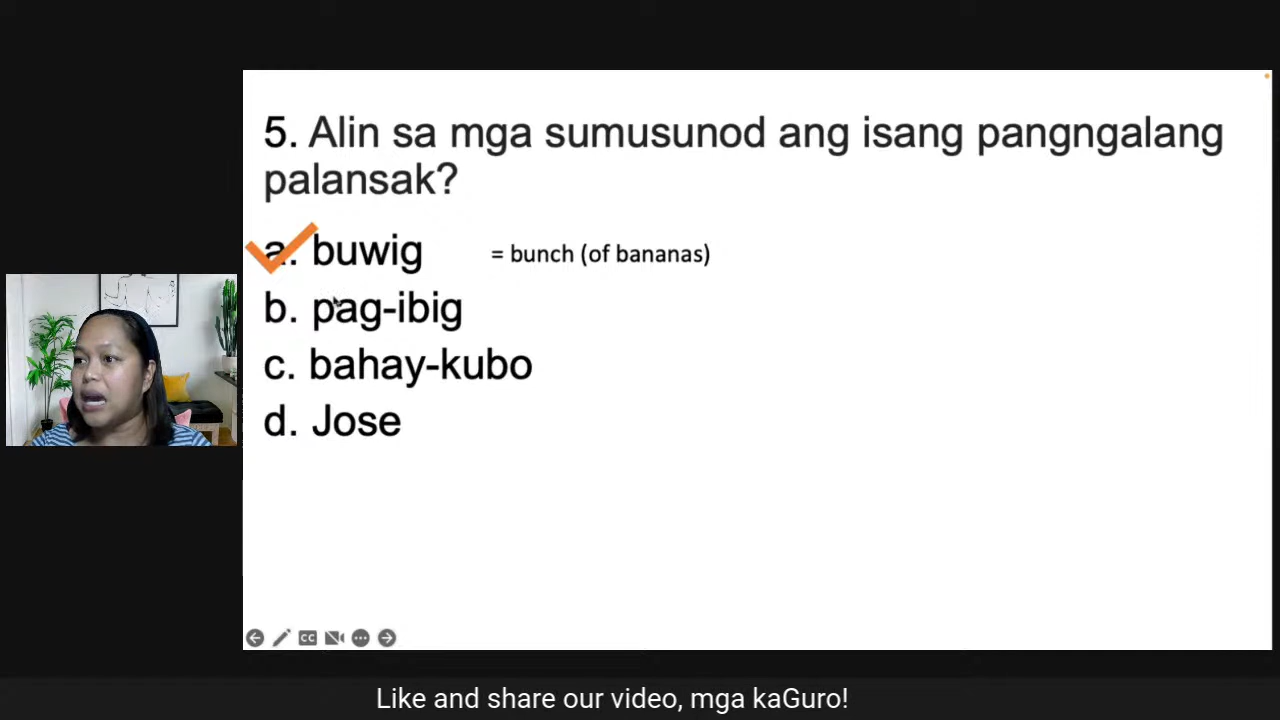 5. Alin sa mga sumusunod ang isang pangngalang
palansak?
a. buwig = bunch (of bananas)
b. pag-ibig
c. bahay-kubo
d. Jose
CC
Like and share our video, mga kaGuro!